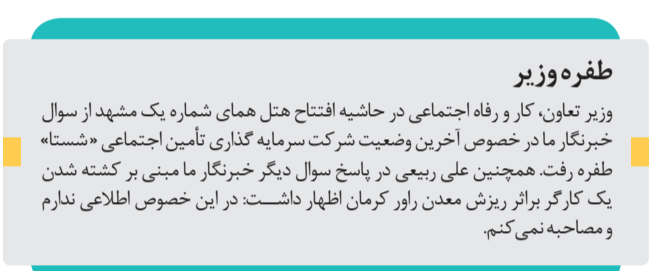 طفره وزیر
وزیر تعاون، کار و رفاه اجتماعی در حاشیه افتتاح هتل همای شماره یک مشهد از سوال
خبرنگار ما در خصوص آخرین وضعیت شرکت سرمایه گذاری تأمین اجتماعی «شستا»
طفره رفت. همچنین علی ربیعی در پاسخ سوال دیگر خبرنگار ما مبنی بر کشته شدن
یک کارگر براثر ریزش معدن راور کرمان اظهار داشت: در این خصوص اطلاعی ندارم
و مصاحبه نمی‌کنم.